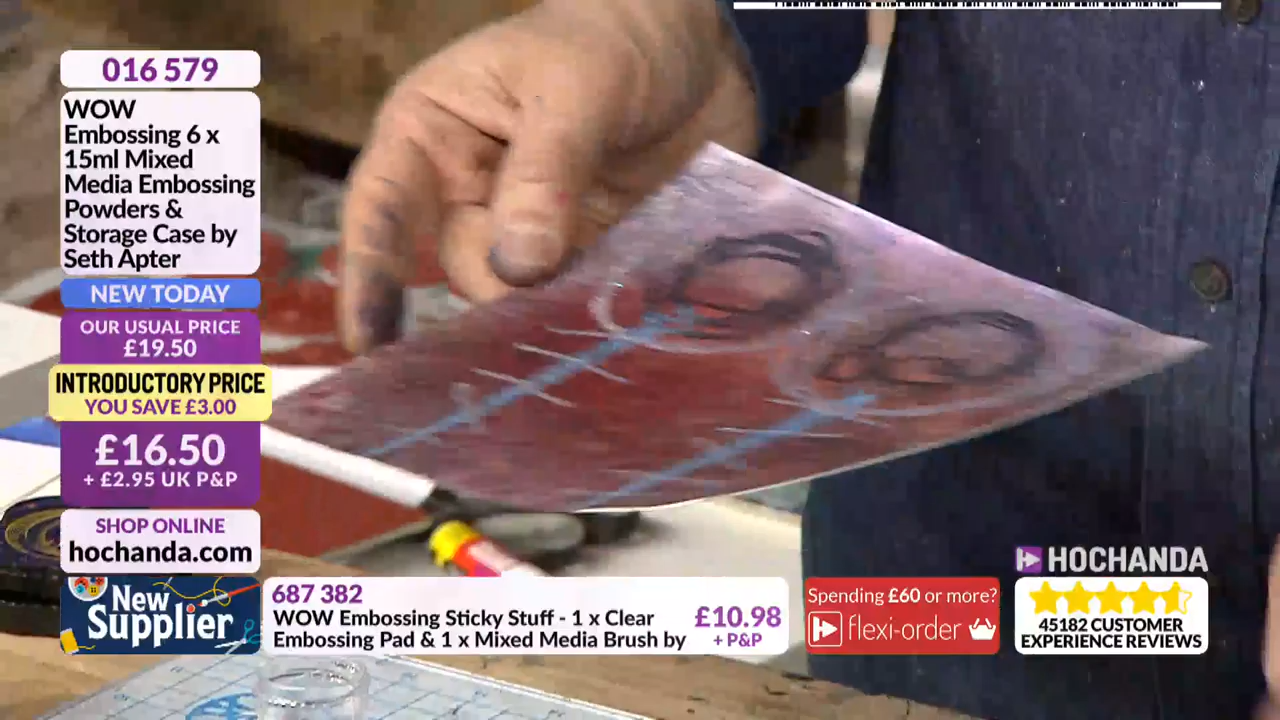 016 579
WOW
Embossing 6 x
15ml Mixed
Media Embossing
Powders &
Storage Case by
Seth Apter
NEW TODAY
OUR USUAL PRICE
£19.50
INTRODUCTORY PRICE
YOU SAVE £3.00
£16.50
+ £2.95 UK P&P
SHOP ONLINE
hochanda.com
New
Supplier
687 382
WOW Embossing Sticky Stuff - 1 x Clear
Embossing Pad & 1 x Mixed Media Brush by
£10.98
+ P&P
Spending £60 or more?
flexi-order
HOCHANDA
45182 CUSTOMER
EXPERIENCE REVIEWS